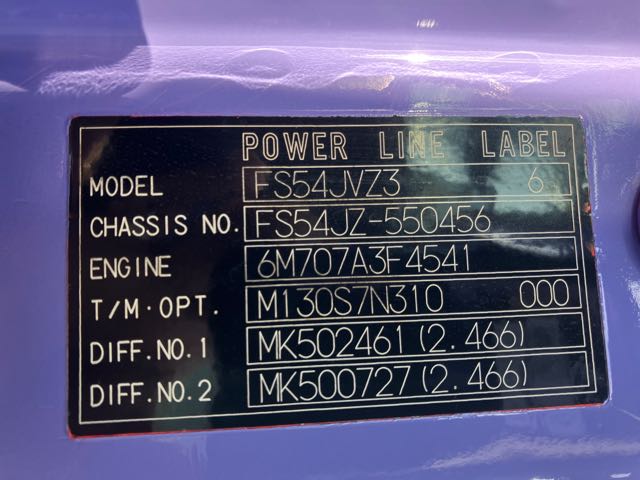 POWER LINE LABEL
MODEL FS54JVZ3 6
CHASSIS NO. FS54JZ-550456
ENGINE 6M707A3F4541
T/M·OPT. M130S7N310 000
DIFF.NO.1 MK502461(2.466)
DIFF.NO.2 MK500727(2.466)